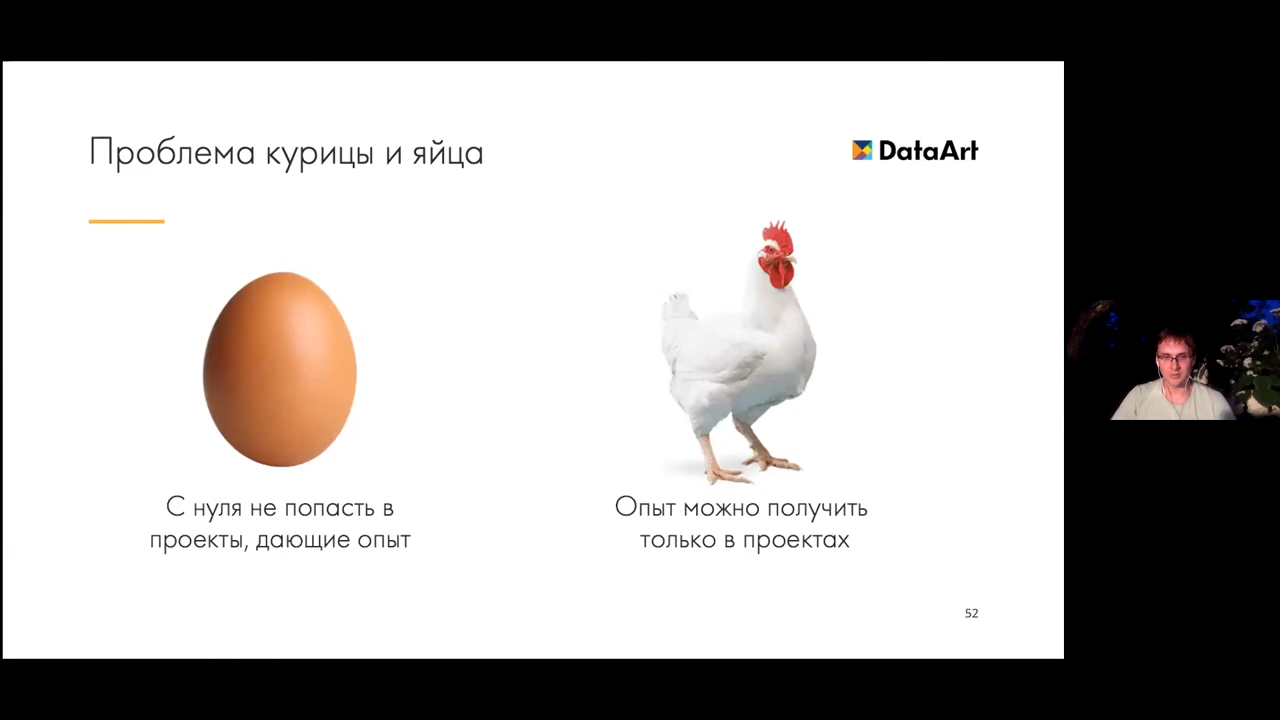 Проблема курицы и яйца
DataArt
С нуля не попасть в
проекты, дающие опыт
Опыт можно получить
только в проектах
52